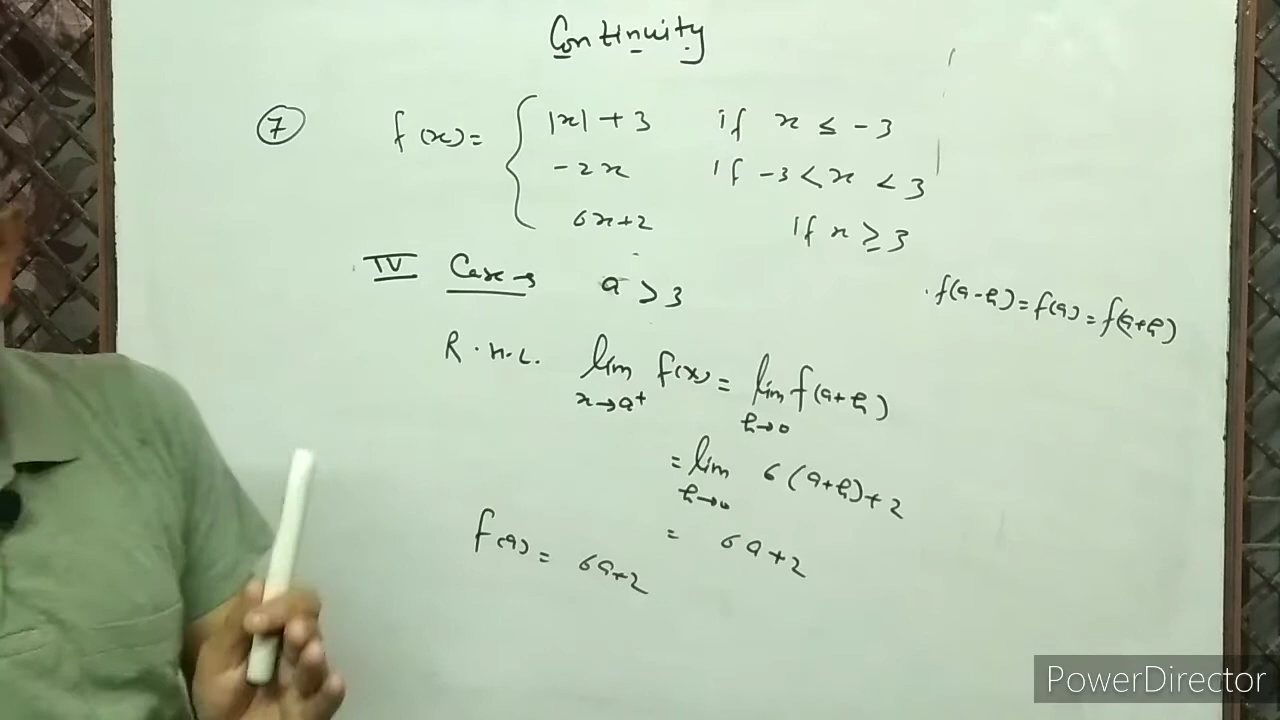 Continuity
⑦ f(x) = { |x| + 3 if x ≤ -3
-2x if -3 < x < 3
6x+2 if x ≥ 3
IV Case → a > 3
f(a-h) = f(a) = f(a+h)
R.H.L. lim x→a⁺ f(x) = lim h→0 f(a+h)
= lim h→0 6(a+h)+2
= 6a+2
f(a) = 6a+2
PowerDirector